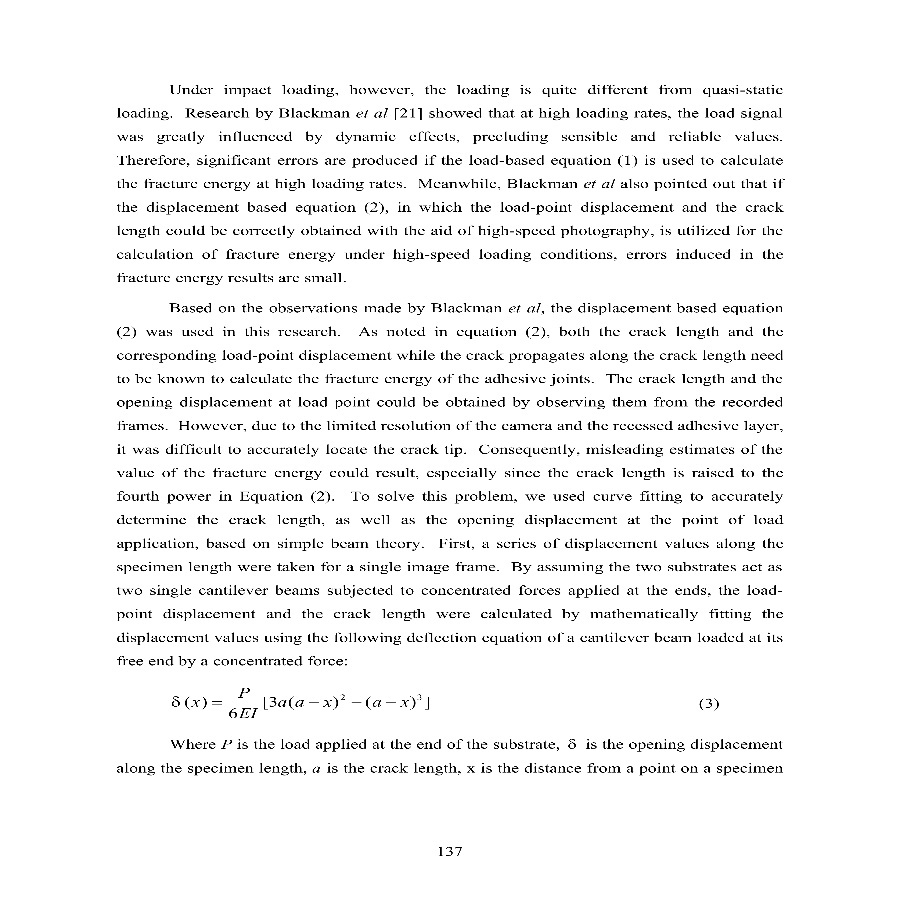 Under impact loading, however, the loading is quite different from quasi-static
loading. Research by Blackman et al [21] showed that at high loading rates, the load signal
was greatly influenced by dynamic effects, precluding sensible and reliable values.
Therefore, significant errors are produced if the load-based equation (1) is used to calculate
the fracture energy at high loading rates. Meanwhile, Blackman et al also pointed out that if
the displacement based equation (2), in which the load-point displacement and the crack
length could be correctly obtained with the aid of high-speed photography, is utilized for the
calculation of fracture energy under high-speed loading conditions, errors induced in the
fracture energy results are small.
Based on the observations made by Blackman et al, the displacement based equation
(2) was used in this research. As noted in equation (2), both the crack length and the
corresponding load-point displacement while the crack propagates along the crack length need
to be known to calculate the fracture energy of the adhesive joints. The crack length and the
opening displacement at load point could be obtained by observing them from the recorded
frames. However, due to the limited resolution of the camera and the recessed adhesive layer,
it was difficult to accurately locate the crack tip. Consequently, misleading estimates of the
value of the fracture energy could result, especially since the crack length is raised to the
fourth power in Equation (2). To solve this problem, we used curve fitting to accurately
determine the crack length, as well as the opening displacement at the point of load
application, based on simple beam theory. First, a series of displacement values along the
specimen length were taken for a single image frame. By assuming the two substrates act as
two single cantilever beams subjected to concentrated forces applied at the ends, the load-
point displacement and the crack length were calculated by mathematically fitting the
displacement values using the following deflection equation of a cantilever beam loaded at its
free end by a concentrated force:
δ(x) = P/6EI [3a(a − x)² − (a − x)³] (3)
Where P is the load applied at the end of the substrate, δ is the opening displacement
along the specimen length, a is the crack length, x is the distance from a point on a specimen
137